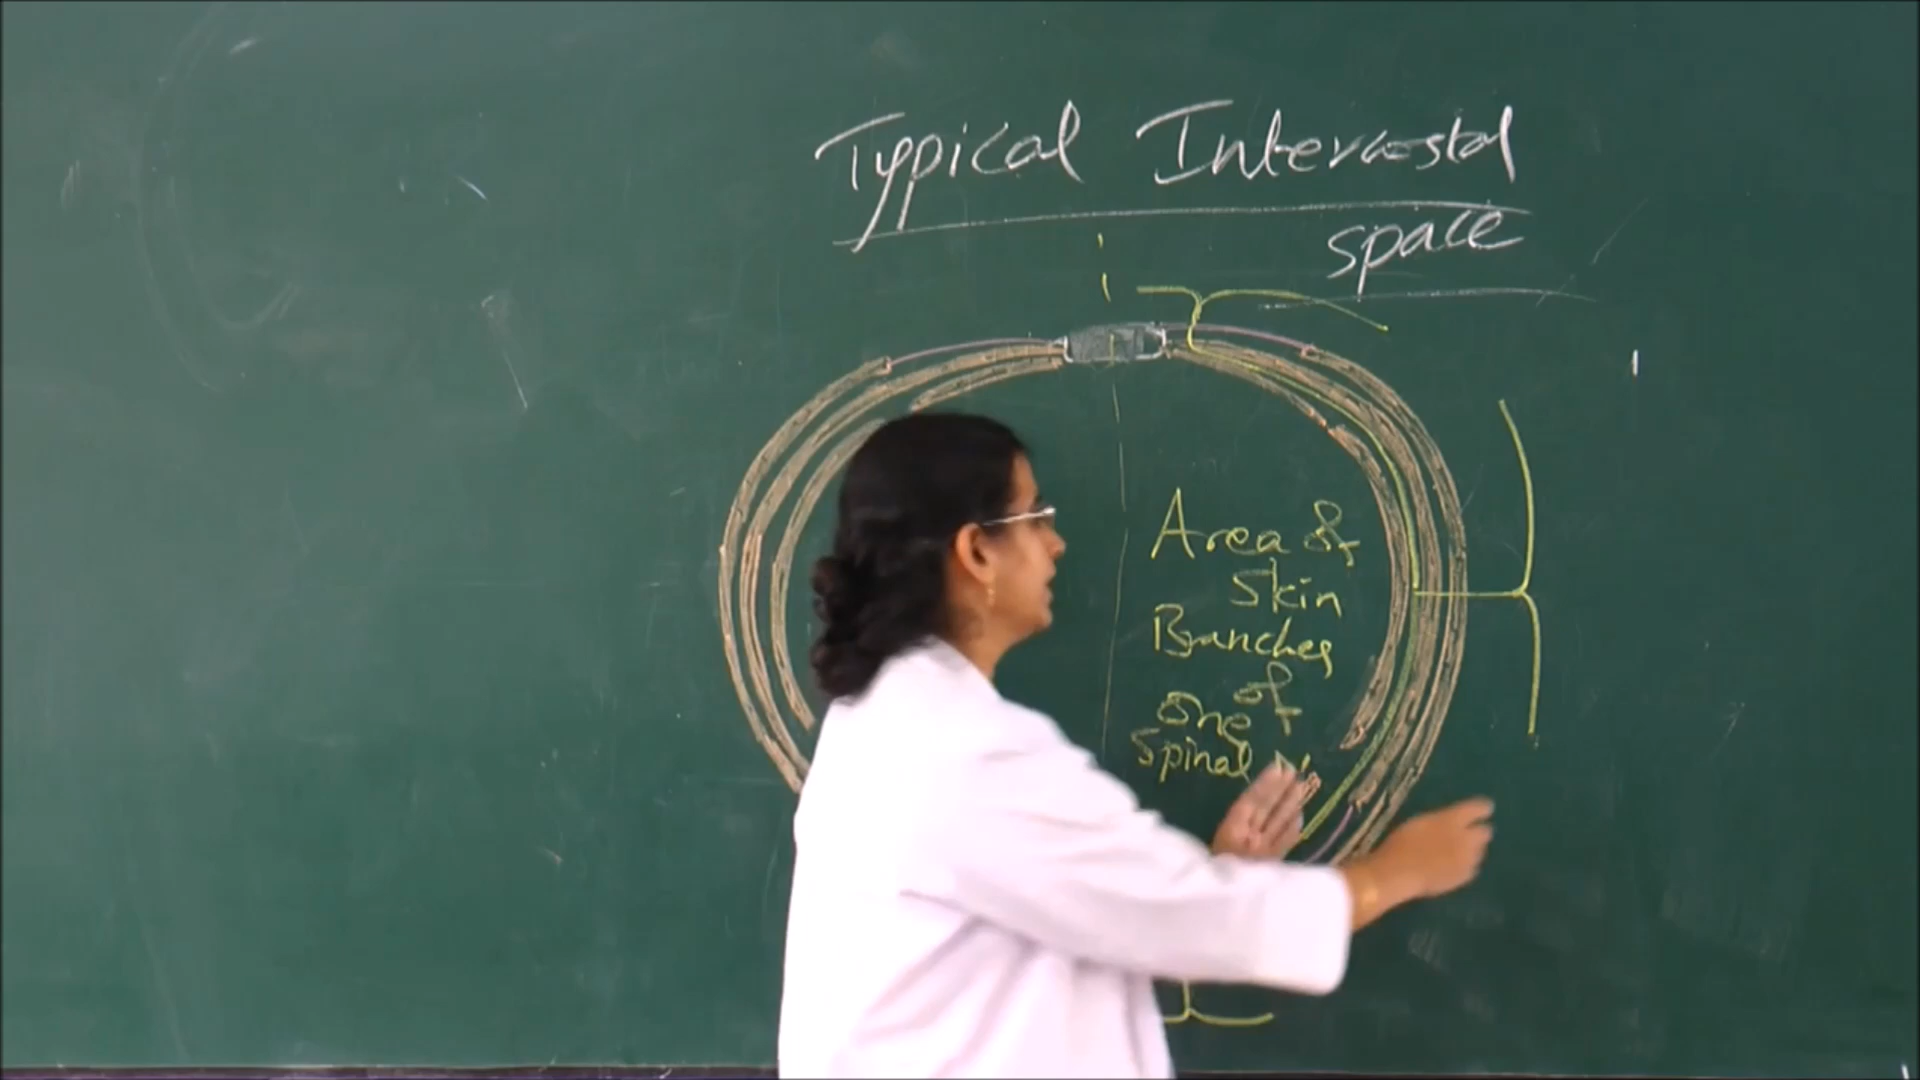 Typical Intercostal
space
Area of
Skin
Branches
of
one
Spinal N